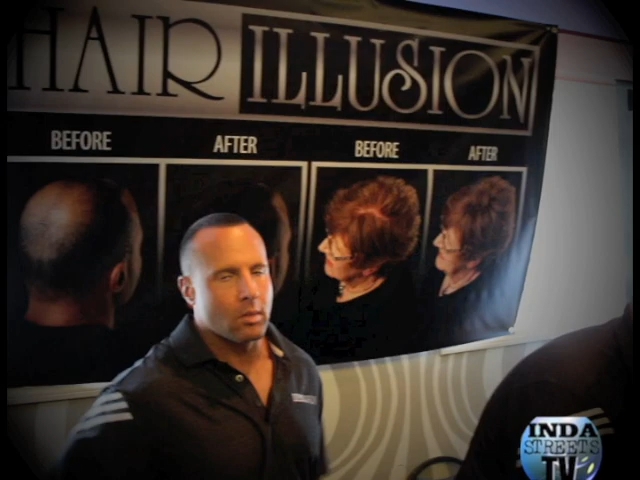 HAIR ILLUSION
BEFORE AFTER BEFORE AFTER
INDA
STREETS
TV